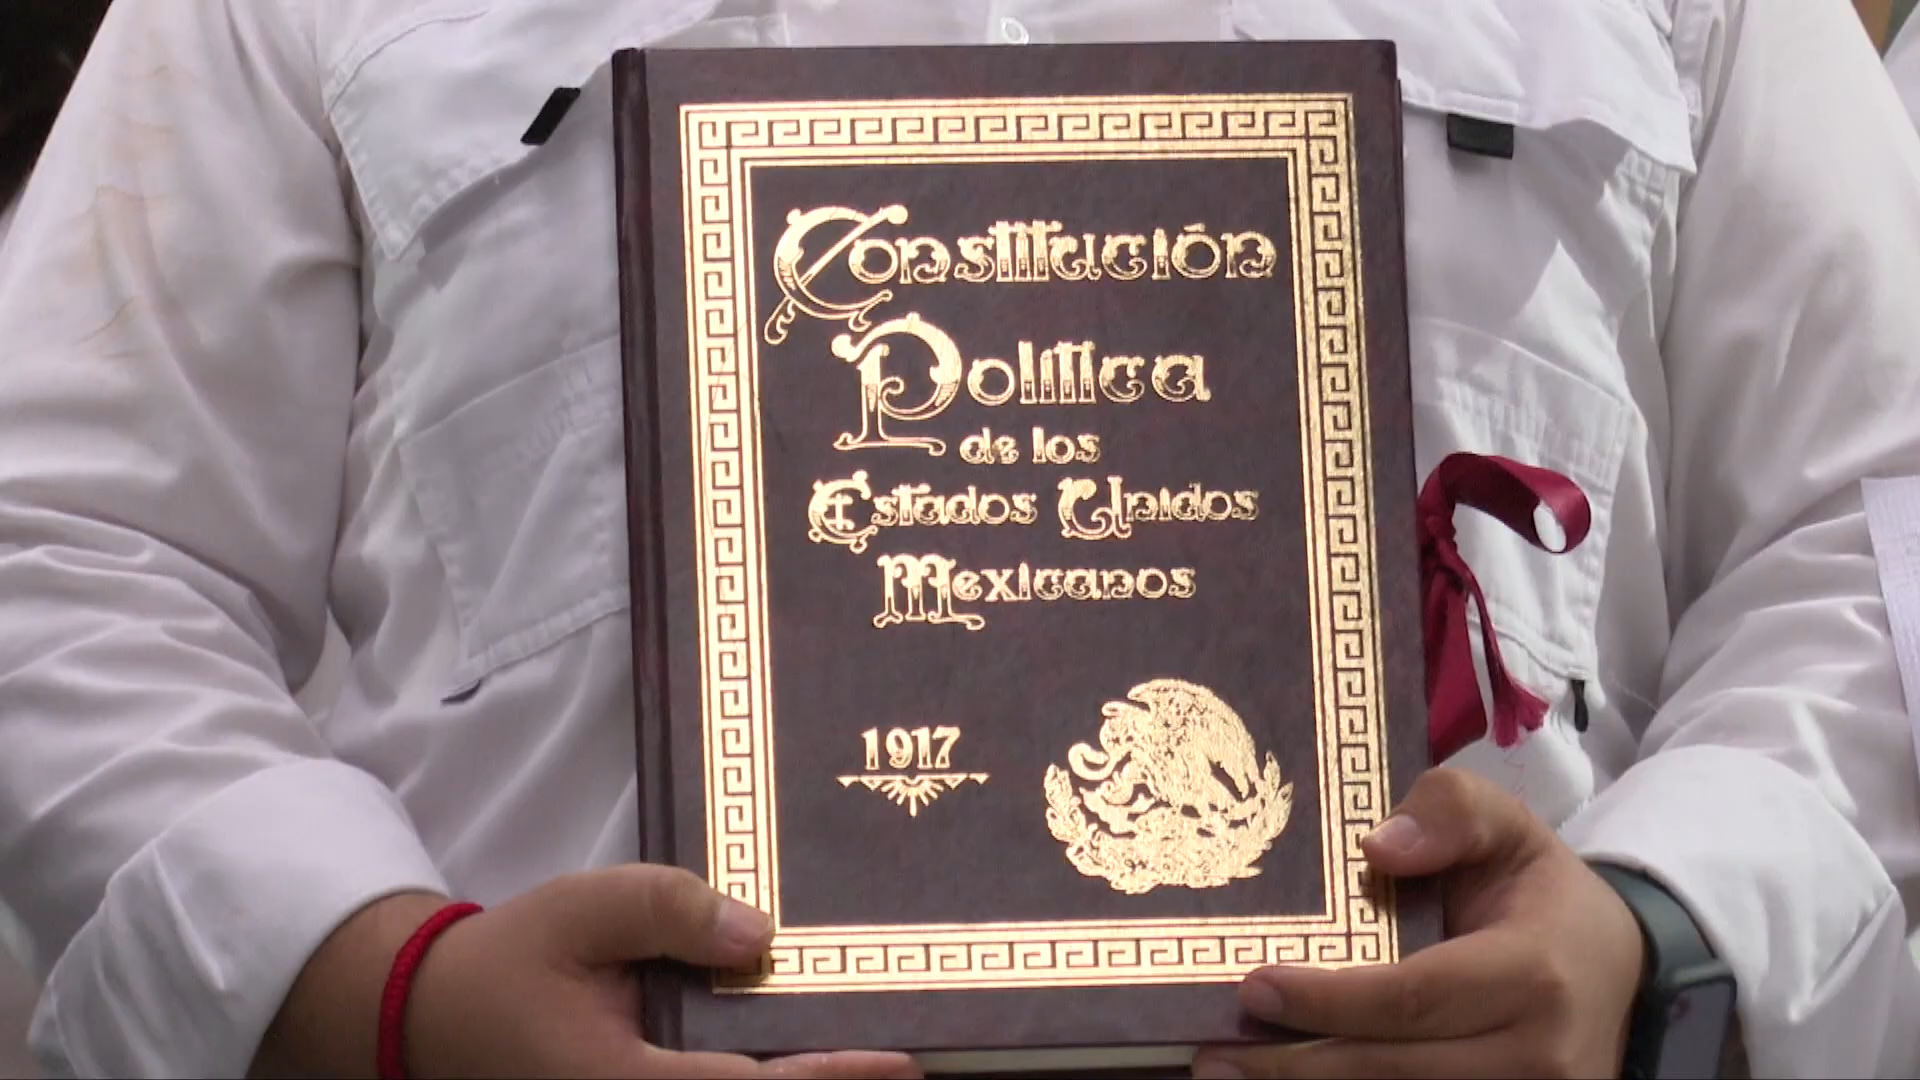 Constitución
Política
de los
Estados Unidos
Mexicanos
1917